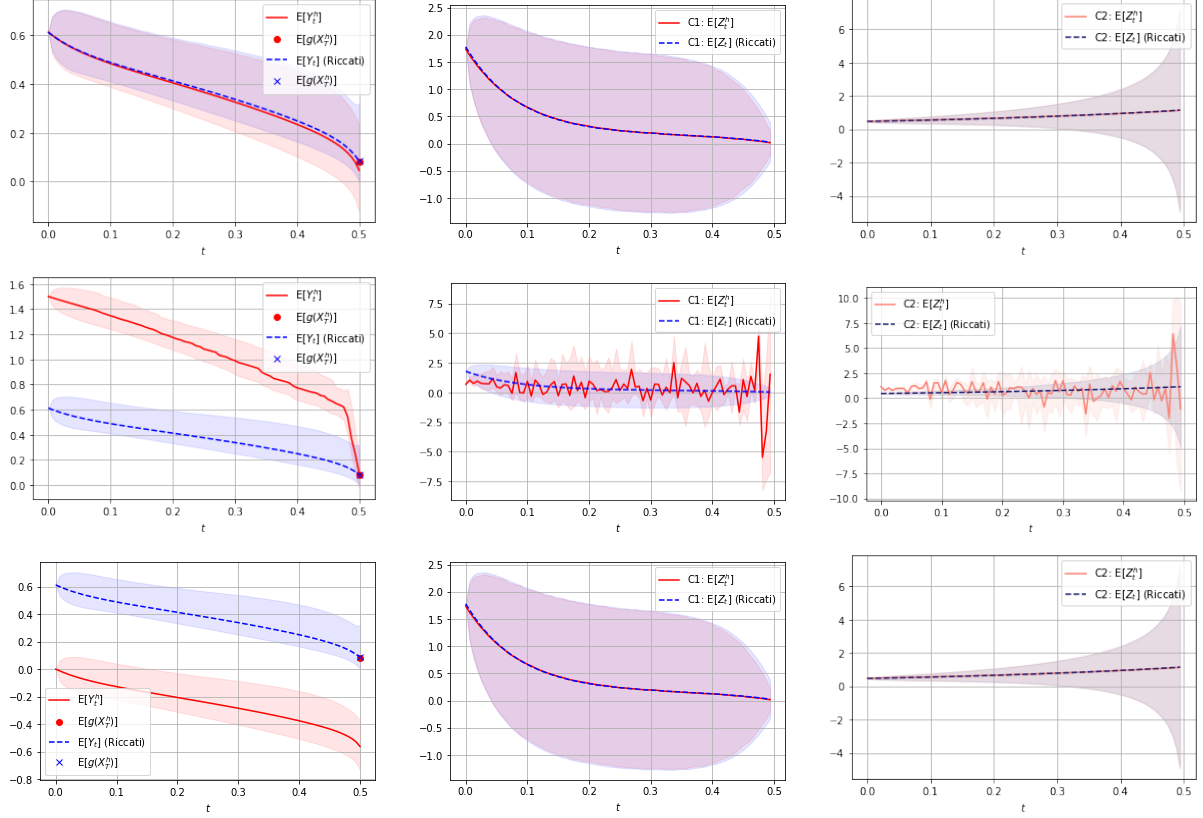 0.6
0.4
0.2
0.0
0.0 0.1 0.2 0.3 0.4 0.5
t
E[Y_t^h]
E[g(X_T^h)]
E[Y_t] (Riccati)
E[g(X_T^h)]
2.5
2.0
1.5
1.0
0.5
0.0
−0.5
−1.0
0.0 0.1 0.2 0.3 0.4 0.5
t
C1: E[Z_t^h]
C1: E[Z_t] (Riccati)
6
4
2
0
−2
−4
0.0 0.1 0.2 0.3 0.4 0.5
t
C2: E[Z_t^h]
C2: E[Z_t] (Riccati)
1.6
1.4
1.2
1.0
0.8
0.6
0.4
0.2
0.0
0.0 0.1 0.2 0.3 0.4 0.5
t
E[Y_t^h]
E[g(X_T^h)]
E[Y_t] (Riccati)
E[g(X_T^h)]
7.5
5.0
2.5
0.0
−2.5
−5.0
−7.5
0.0 0.1 0.2 0.3 0.4 0.5
t
C1: E[Z_t^h]
C1: E[Z_t] (Riccati)
10.0
7.5
5.0
2.5
0.0
−2.5
−5.0
−7.5
−10.0
0.0 0.1 0.2 0.3 0.4 0.5
t
C2: E[Z_t^h]
C2: E[Z_t] (Riccati)
0.6
0.4
0.2
0.0
−0.2
−0.4
−0.6
−0.8
0.0 0.1 0.2 0.3 0.4 0.5
t
E[Y_t^h]
E[g(X_T^h)]
E[Y_t] (Riccati)
E[g(X_T^h)]
2.5
2.0
1.5
1.0
0.5
0.0
−0.5
−1.0
0.0 0.1 0.2 0.3 0.4 0.5
t
C1: E[Z_t^h]
C1: E[Z_t] (Riccati)
6
4
2
0
−2
−4
0.0 0.1 0.2 0.3 0.4 0.5
t
C2: E[Z_t^h]
C2: E[Z_t] (Riccati)